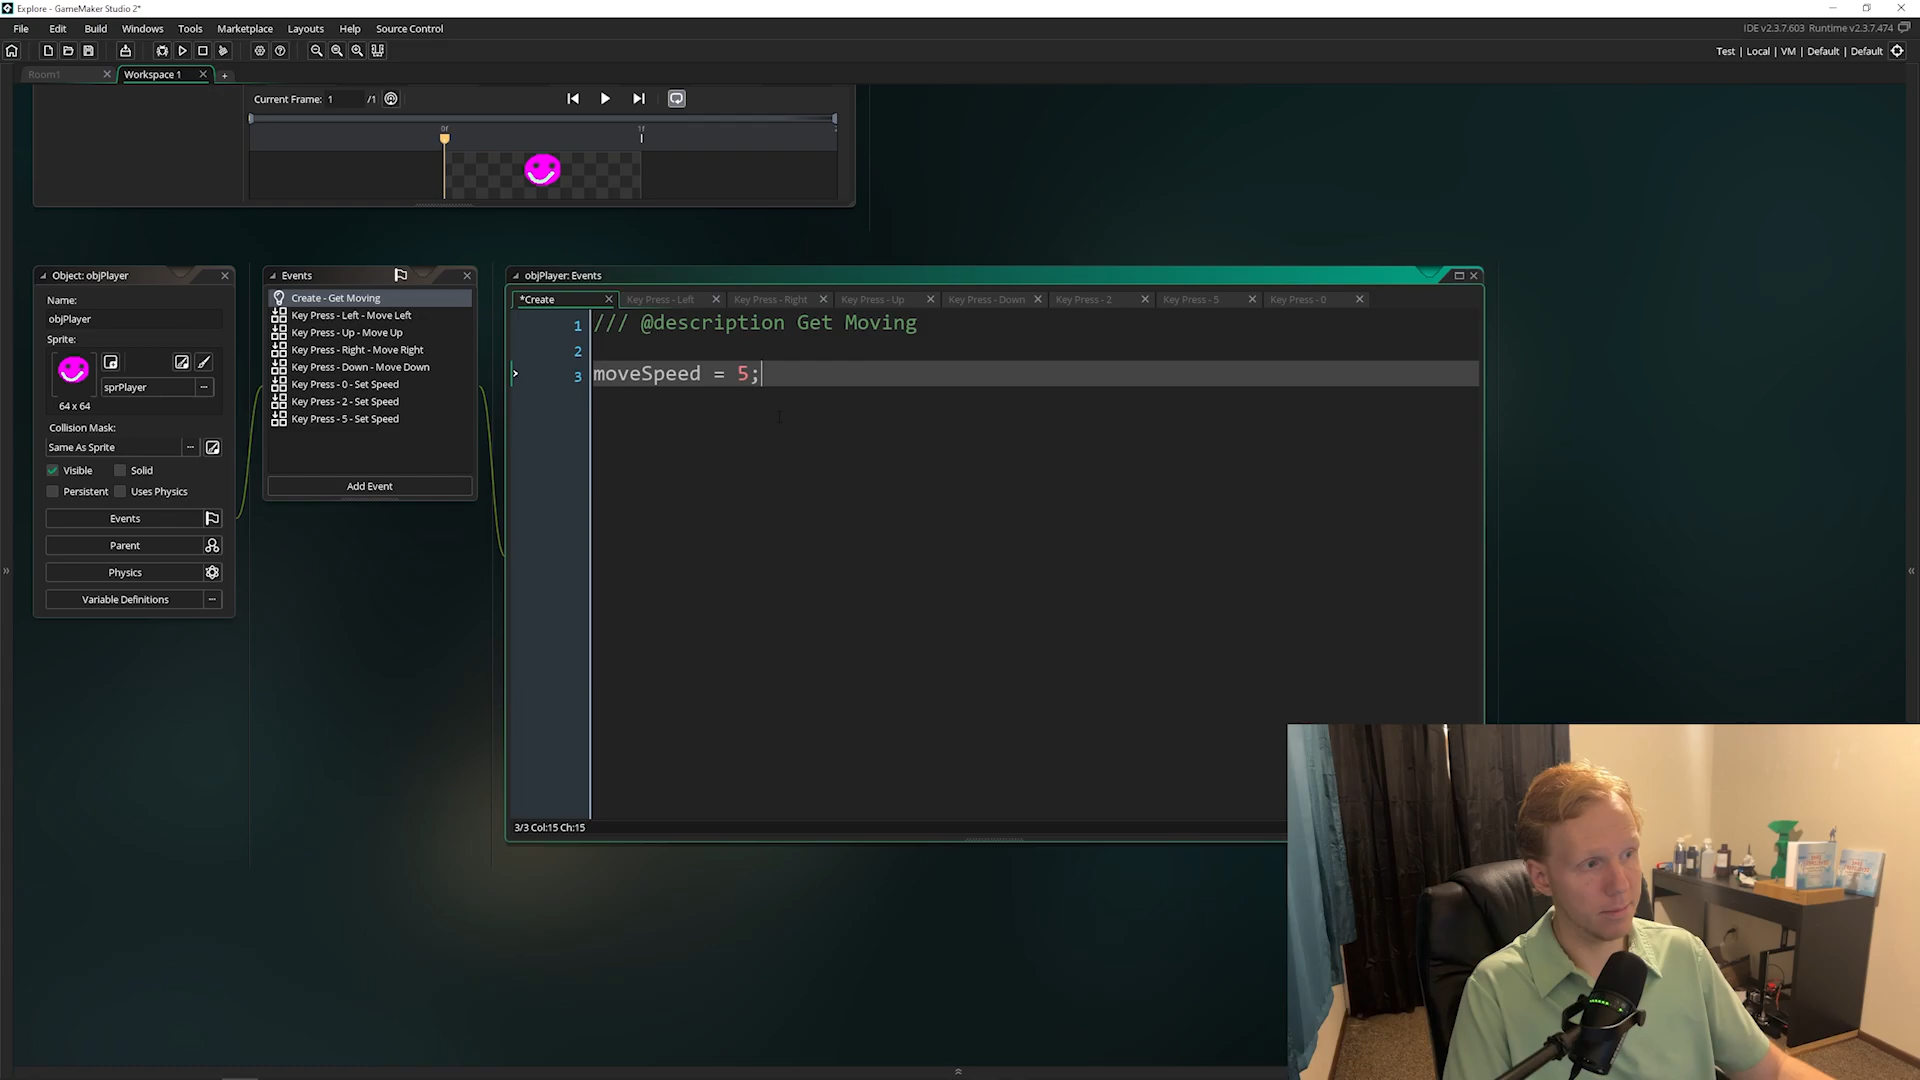 Explore - GameMaker Studio 2*
File Edit Build Windows Tools Marketplace Layouts Help Source Control
IDE v2.3.7.603 Runtime v2.3.7.474
Test | Local | VM | Default | Default
Room1
Workspace 1
Current Frame: 1 /1
0f
1f
Object: objPlayer
Name:
objPlayer
Sprite:
sprPlayer
64 x 64
Collision Mask:
Same As Sprite
Visible
Solid
Persistent
Uses Physics
Events
Parent
Physics
Variable Definitions
Events
Create - Get Moving
Key Press - Left - Move Left
Key Press - Up - Move Up
Key Press - Right - Move Right
Key Press - Down - Move Down
Key Press - 0 - Set Speed
Key Press - 2 - Set Speed
Key Press - 5 - Set Speed
Add Event
objPlayer: Events
*Create
Key Press - Left
Key Press - Right
Key Press - Up
Key Press - Down
Key Press - 2
Key Press - 5
Key Press - 0
1 /// @description Get Moving
2
3 moveSpeed = 5;
3/3 Col:15 Ch:15